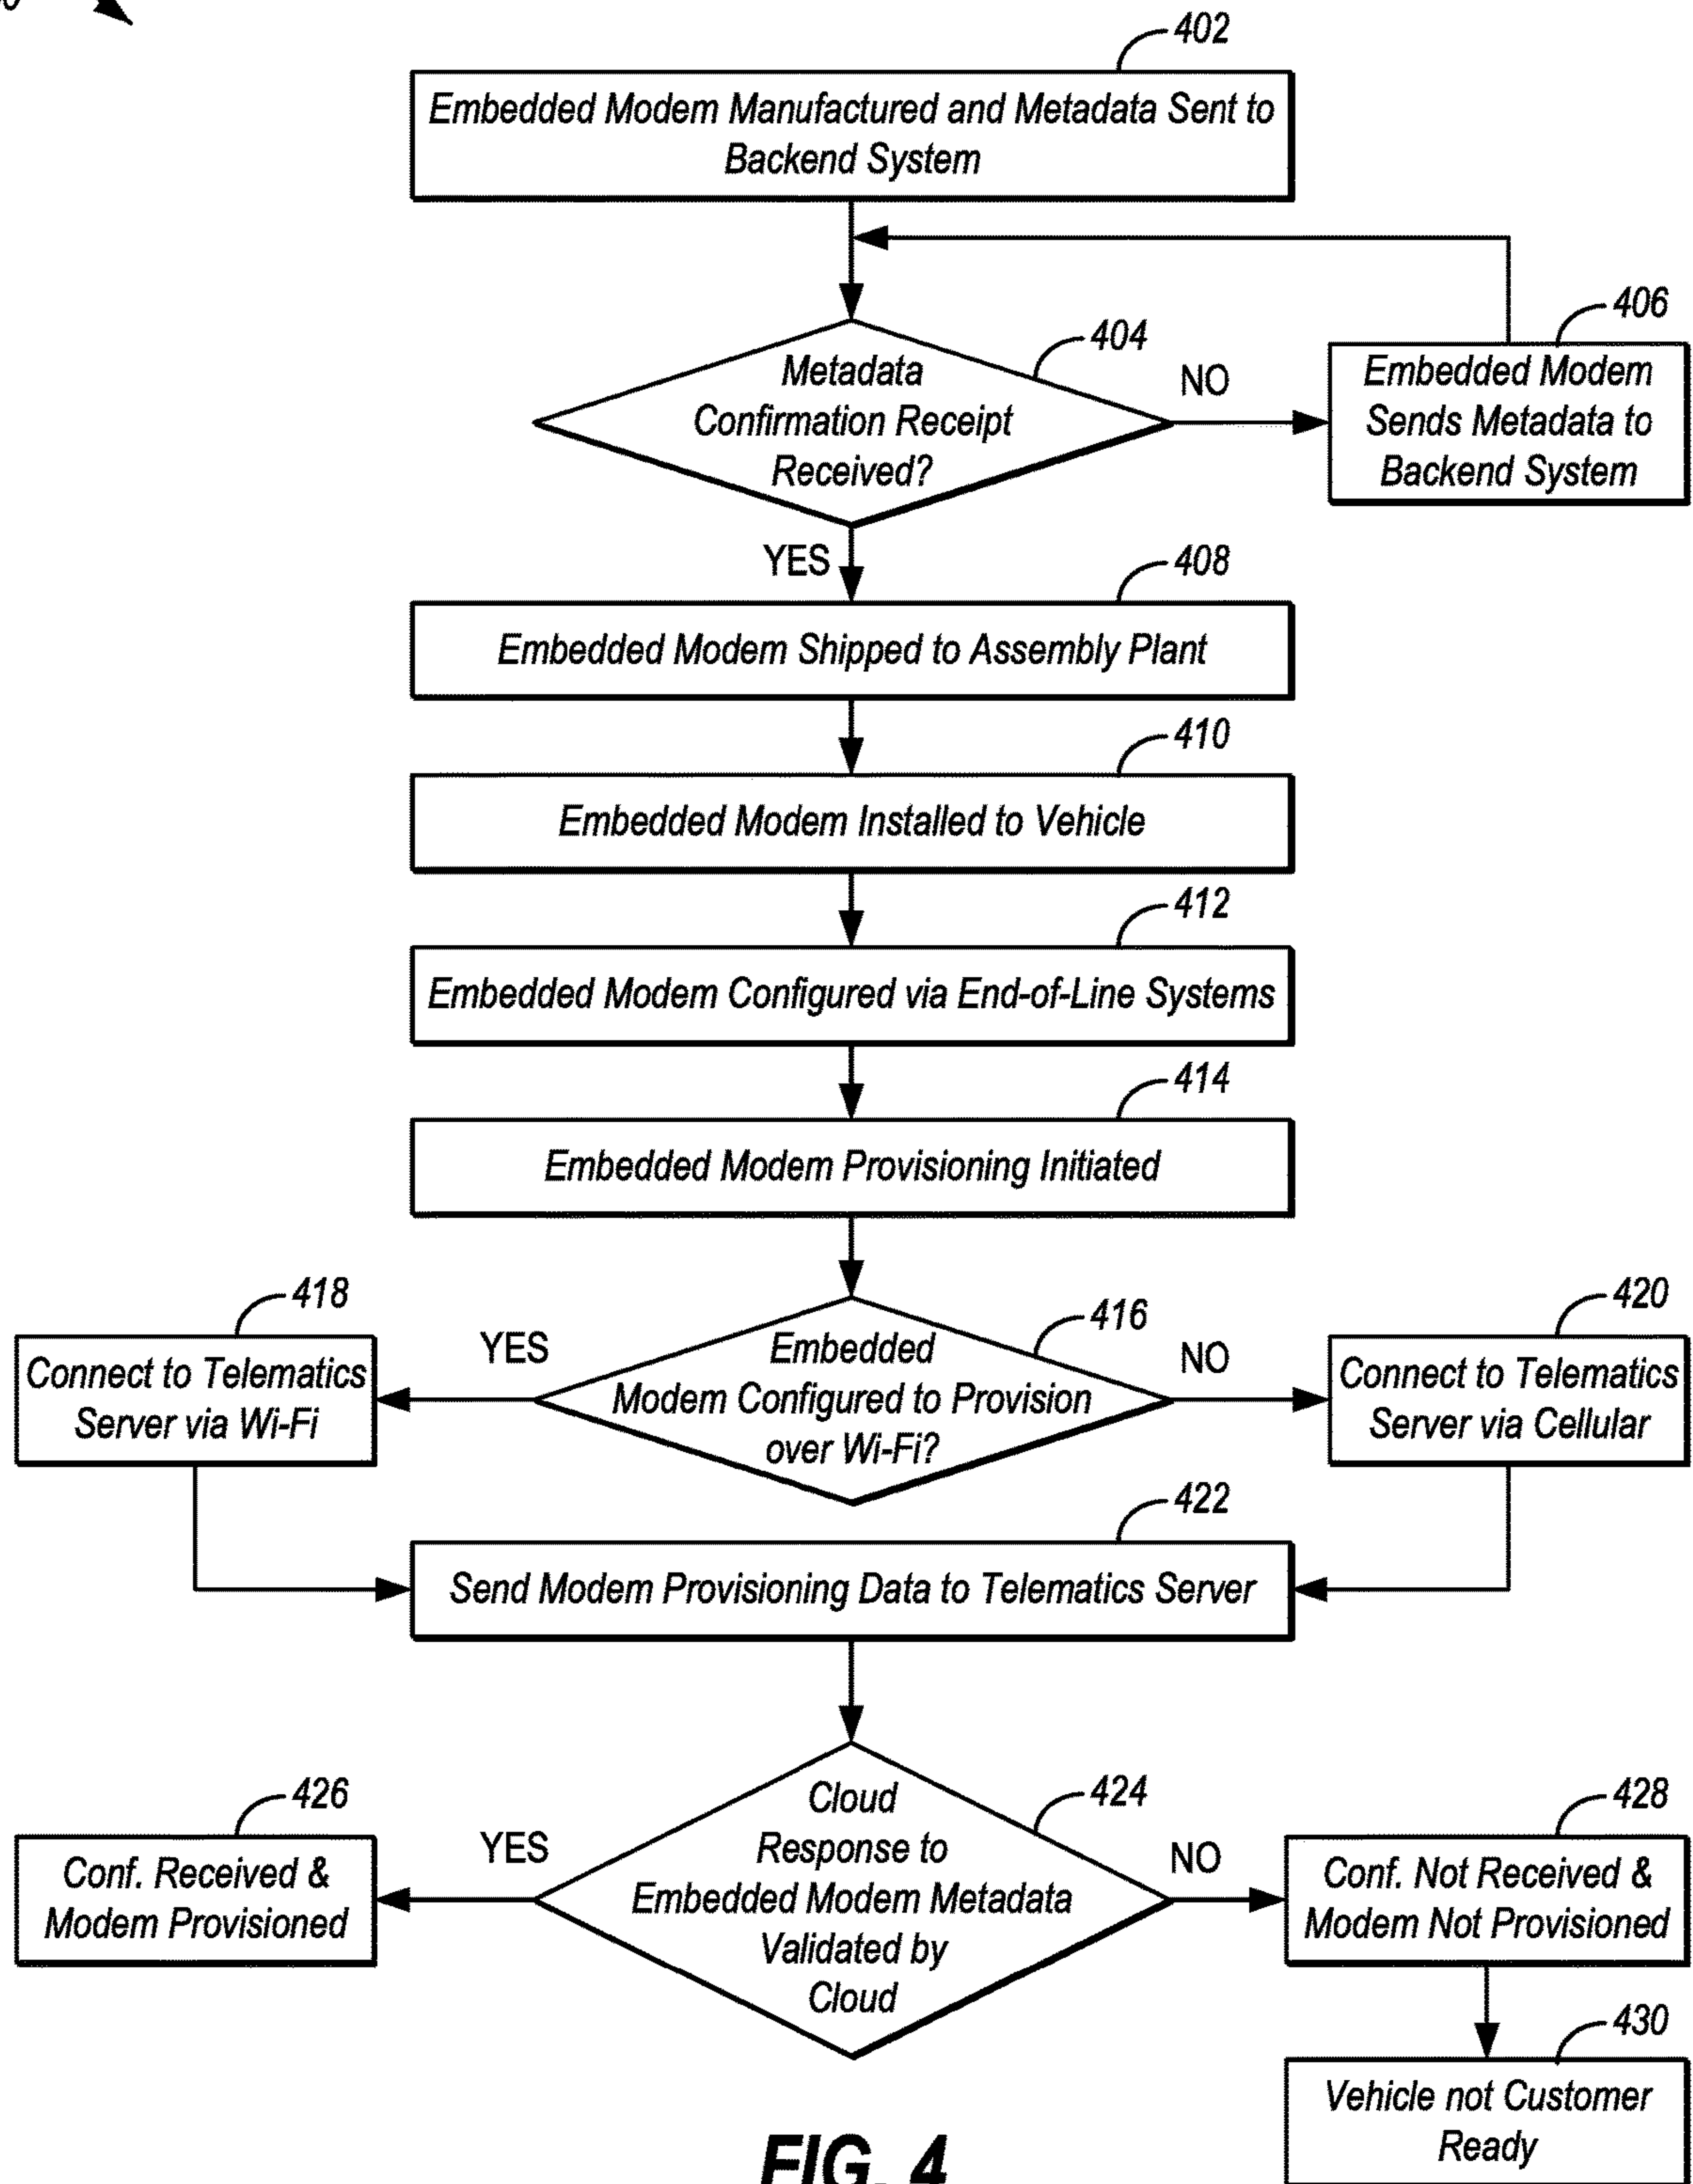 402
Embedded Modem Manufactured and Metadata Sent to
Backend System
404
Metadata
Confirmation Receipt
Received?
NO
406
Embedded Modem
Sends Metadata to
Backend System
YES
408
Embedded Modem Shipped to Assembly Plant
410
Embedded Modem Installed to Vehicle
412
Embedded Modem Configured via End-of-Line Systems
414
Embedded Modem Provisioning Initiated
416
Embedded
Modem Configured to Provision
over Wi-Fi?
YES
418
Connect to Telematics
Server via Wi-Fi
NO
420
Connect to Telematics
Server via Cellular
422
Send Modem Provisioning Data to Telematics Server
424
Cloud
Response to
Embedded Modem Metadata
Validated by
Cloud
YES
426
Conf. Received &
Modem Provisioned
NO
428
Conf. Not Received &
Modem Not Provisioned
430
Vehicle not Customer
Ready
FIG. 4